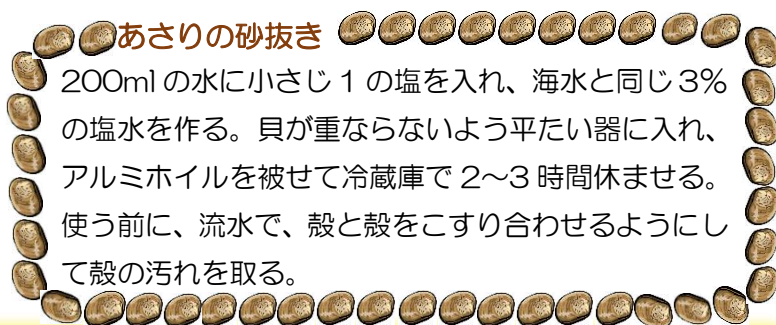 あさりの砂抜き
200mlの水に小さじ1の塩を入れ、海水と同じ3%
の塩水を作る。貝が重ならないよう平たい器に入れ、
アルミホイルを被せて冷蔵庫で2～3時間休ませる。
使う前に、流水で、殻と殻をこすり合わせるようにし
て殻の汚れを取る。